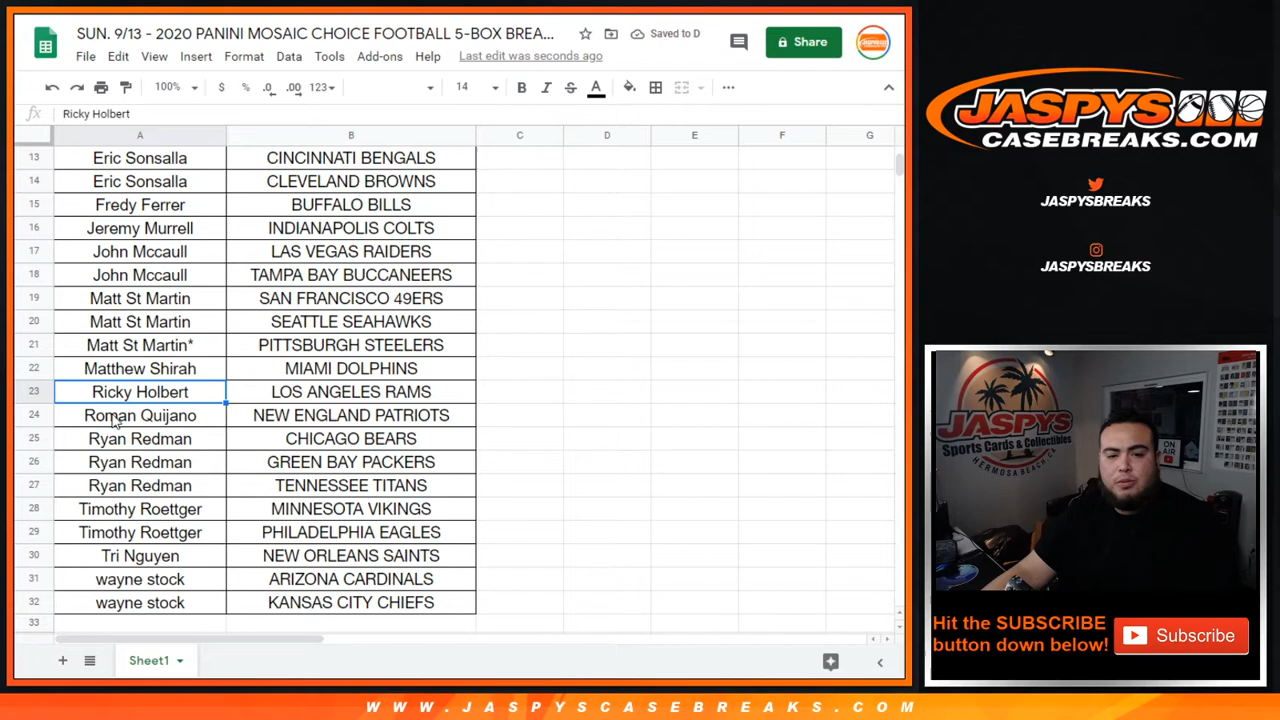 SUN. 9/13 - 2020 PANINI MOSAIC CHOICE FOOTBALL 5-BOX BREA...
Saved to D
Share
File Edit View Insert Format Data Tools Add-ons Help Last edit was seconds ago
100% $ % .0 .00 123 14 B I S A
fx Ricky Holbert
A B C D E F G
13 Eric Sonsalla CINCINNATI BENGALS
14 Eric Sonsalla CLEVELAND BROWNS
15 Fredy Ferrer BUFFALO BILLS
16 Jeremy Murrell INDIANAPOLIS COLTS
17 John Mccaull LAS VEGAS RAIDERS
18 John Mccaull TAMPA BAY BUCCANEERS
19 Matt St Martin SAN FRANCISCO 49ERS
20 Matt St Martin SEATTLE SEAHAWKS
21 Matt St Martin* PITTSBURGH STEELERS
22 Matthew Shirah MIAMI DOLPHINS
23 Ricky Holbert LOS ANGELES RAMS
24 Roman Quijano NEW ENGLAND PATRIOTS
25 Ryan Redman CHICAGO BEARS
26 Ryan Redman GREEN BAY PACKERS
27 Ryan Redman TENNESSEE TITANS
28 Timothy Roettger MINNESOTA VIKINGS
29 Timothy Roettger PHILADELPHIA EAGLES
30 Tri Nguyen NEW ORLEANS SAINTS
31 wayne stock ARIZONA CARDINALS
32 wayne stock KANSAS CITY CHIEFS
33
Sheet1
JASPYS
CASEBREAKS.COM
JASPYSBREAKS
JASPYSBREAKS
JASPYS
Sports Cards & Collectibles
HERMOSA BEACH, CA
ON AIR
Hit the SUBSCRIBE
button down below!
Subscribe
WWW.JASPYSCASEBREAKS.COM